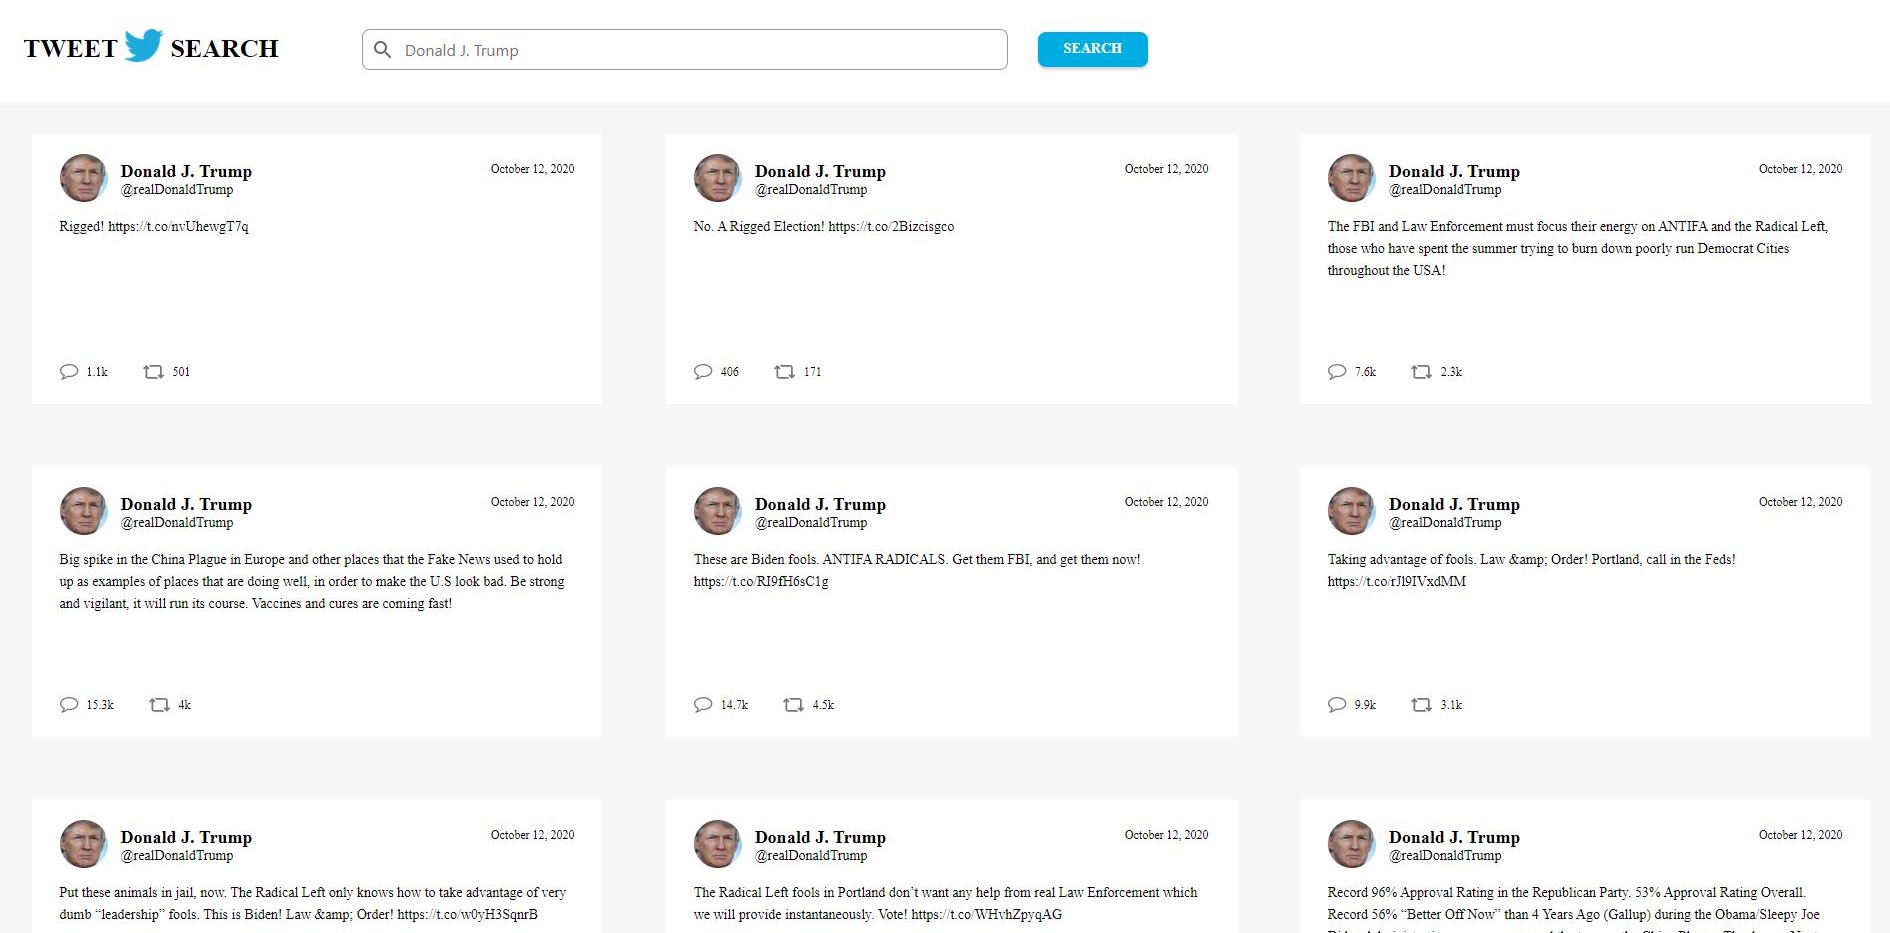 TWEET SEARCH
Donald J. Trump
SEARCH
Donald J. Trump
October 12, 2020
@realDonaldTrump
Rigged! https://t.co/nvUhewgT7q
1.1k 501
Donald J. Trump
October 12, 2020
@realDonaldTrump
No. A Rigged Election! https://t.co/2Bizcisgco
406 171
Donald J. Trump
October 12, 2020
@realDonaldTrump
The FBI and Law Enforcement must focus their energy on ANTIFA and the Radical Left,
those who have spent the summer trying to burn down poorly run Democrat Cities
throughout the USA!
7.6k 2.3k
Donald J. Trump
October 12, 2020
@realDonaldTrump
Big spike in the China Plague in Europe and other places that the Fake News used to hold
up as examples of places that are doing well, in order to make the U.S look bad. Be strong
and vigilant, it will run its course. Vaccines and cures are coming fast!
15.3k 4k
Donald J. Trump
October 12, 2020
@realDonaldTrump
These are Biden fools. ANTIFA RADICALS. Get them FBI, and get them now!
https://t.co/RI9fH6sC1g
14.7k 4.5k
Donald J. Trump
October 12, 2020
@realDonaldTrump
Taking advantage of fools. Law &amp; Order! Portland, call in the Feds!
https://t.co/rJl9IVxdMM
9.9k 3.1k
Donald J. Trump
October 12, 2020
@realDonaldTrump
Put these animals in jail, now. The Radical Left only knows how to take advantage of very
dumb “leadership” fools. This is Biden! Law &amp; Order! https://t.co/w0yH3SqnrB
Donald J. Trump
October 12, 2020
@realDonaldTrump
The Radical Left fools in Portland don’t want any help from real Law Enforcement which
we will provide instantaneously. Vote! https://t.co/WHvhZpyqAG
Donald J. Trump
October 12, 2020
@realDonaldTrump
Record 96% Approval Rating in the Republican Party. 53% Approval Rating Overall.
Record 56% “Better Off Now” than 4 Years Ago (Gallup) during the Obama/Sleepy Joe